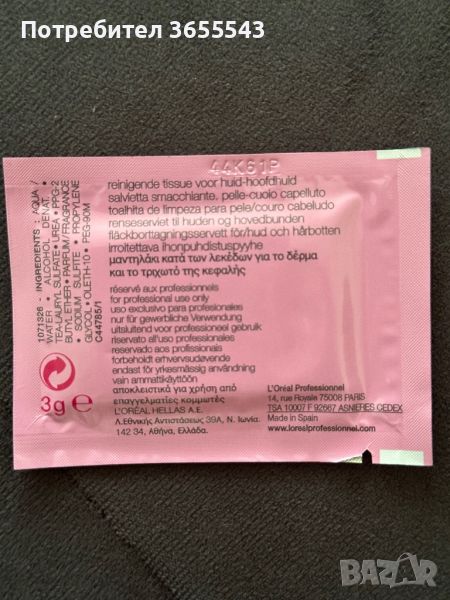 Потребител 3655543
44K61P
reinigende tissue voor huid-hoofdhuid
salvietta smacchiante. pelle-cuoio capelluto
toalhita de limpeza para pele/couro cabeludo
renseserviet til huden og hovedbunden
fläckborttagningsservett för/hud och hårbotten
irroitettava ihonpuhdistuspyyhe
μαντηλάκι κατά των λεκέδων για το δέρμα
και το τριχωτό της κεφαλής
réservé aux professionnels
for professional use only
uso exclusivo para profesionales
nur für gewerbliche Verwendung
uitsluitend voor professioneel gebruik
riservato all'uso professionale
reservado aos profissionais
forbeholdt erhvervsudøvende
endast för yrkesmässig användning
vain ammattikäyttöön
αποκλειστικά για χρήση από
επαγγελματίες κομμωτές
L'ORÉAL HELLAS A.E.
Λ.Εθνικής Αντιστάσεως 39Α, Ν. Ιωνία.
142 34, Αθήνα, Ελλάδα.
1071326 - INGREDIENTS : AQUA /
WATER • ALCOHOL DENAT. •
TEA-LAURYL SULFATE • UREA • PPG-2
BUTYL ETHER • PARFUM / FRAGRANCE
• SODIUM SULFITE • PROPYLENE
GLYCOL • OLETH-10 • PEG-90M
C44785/1
3g e
L'Oréal Professionnel
14, rue Royale 75008 PARIS
TSA 10007 F 92667 ASNIERES CEDEX
Made in Spain
www.lorealprofessionnel.com
BAZAR